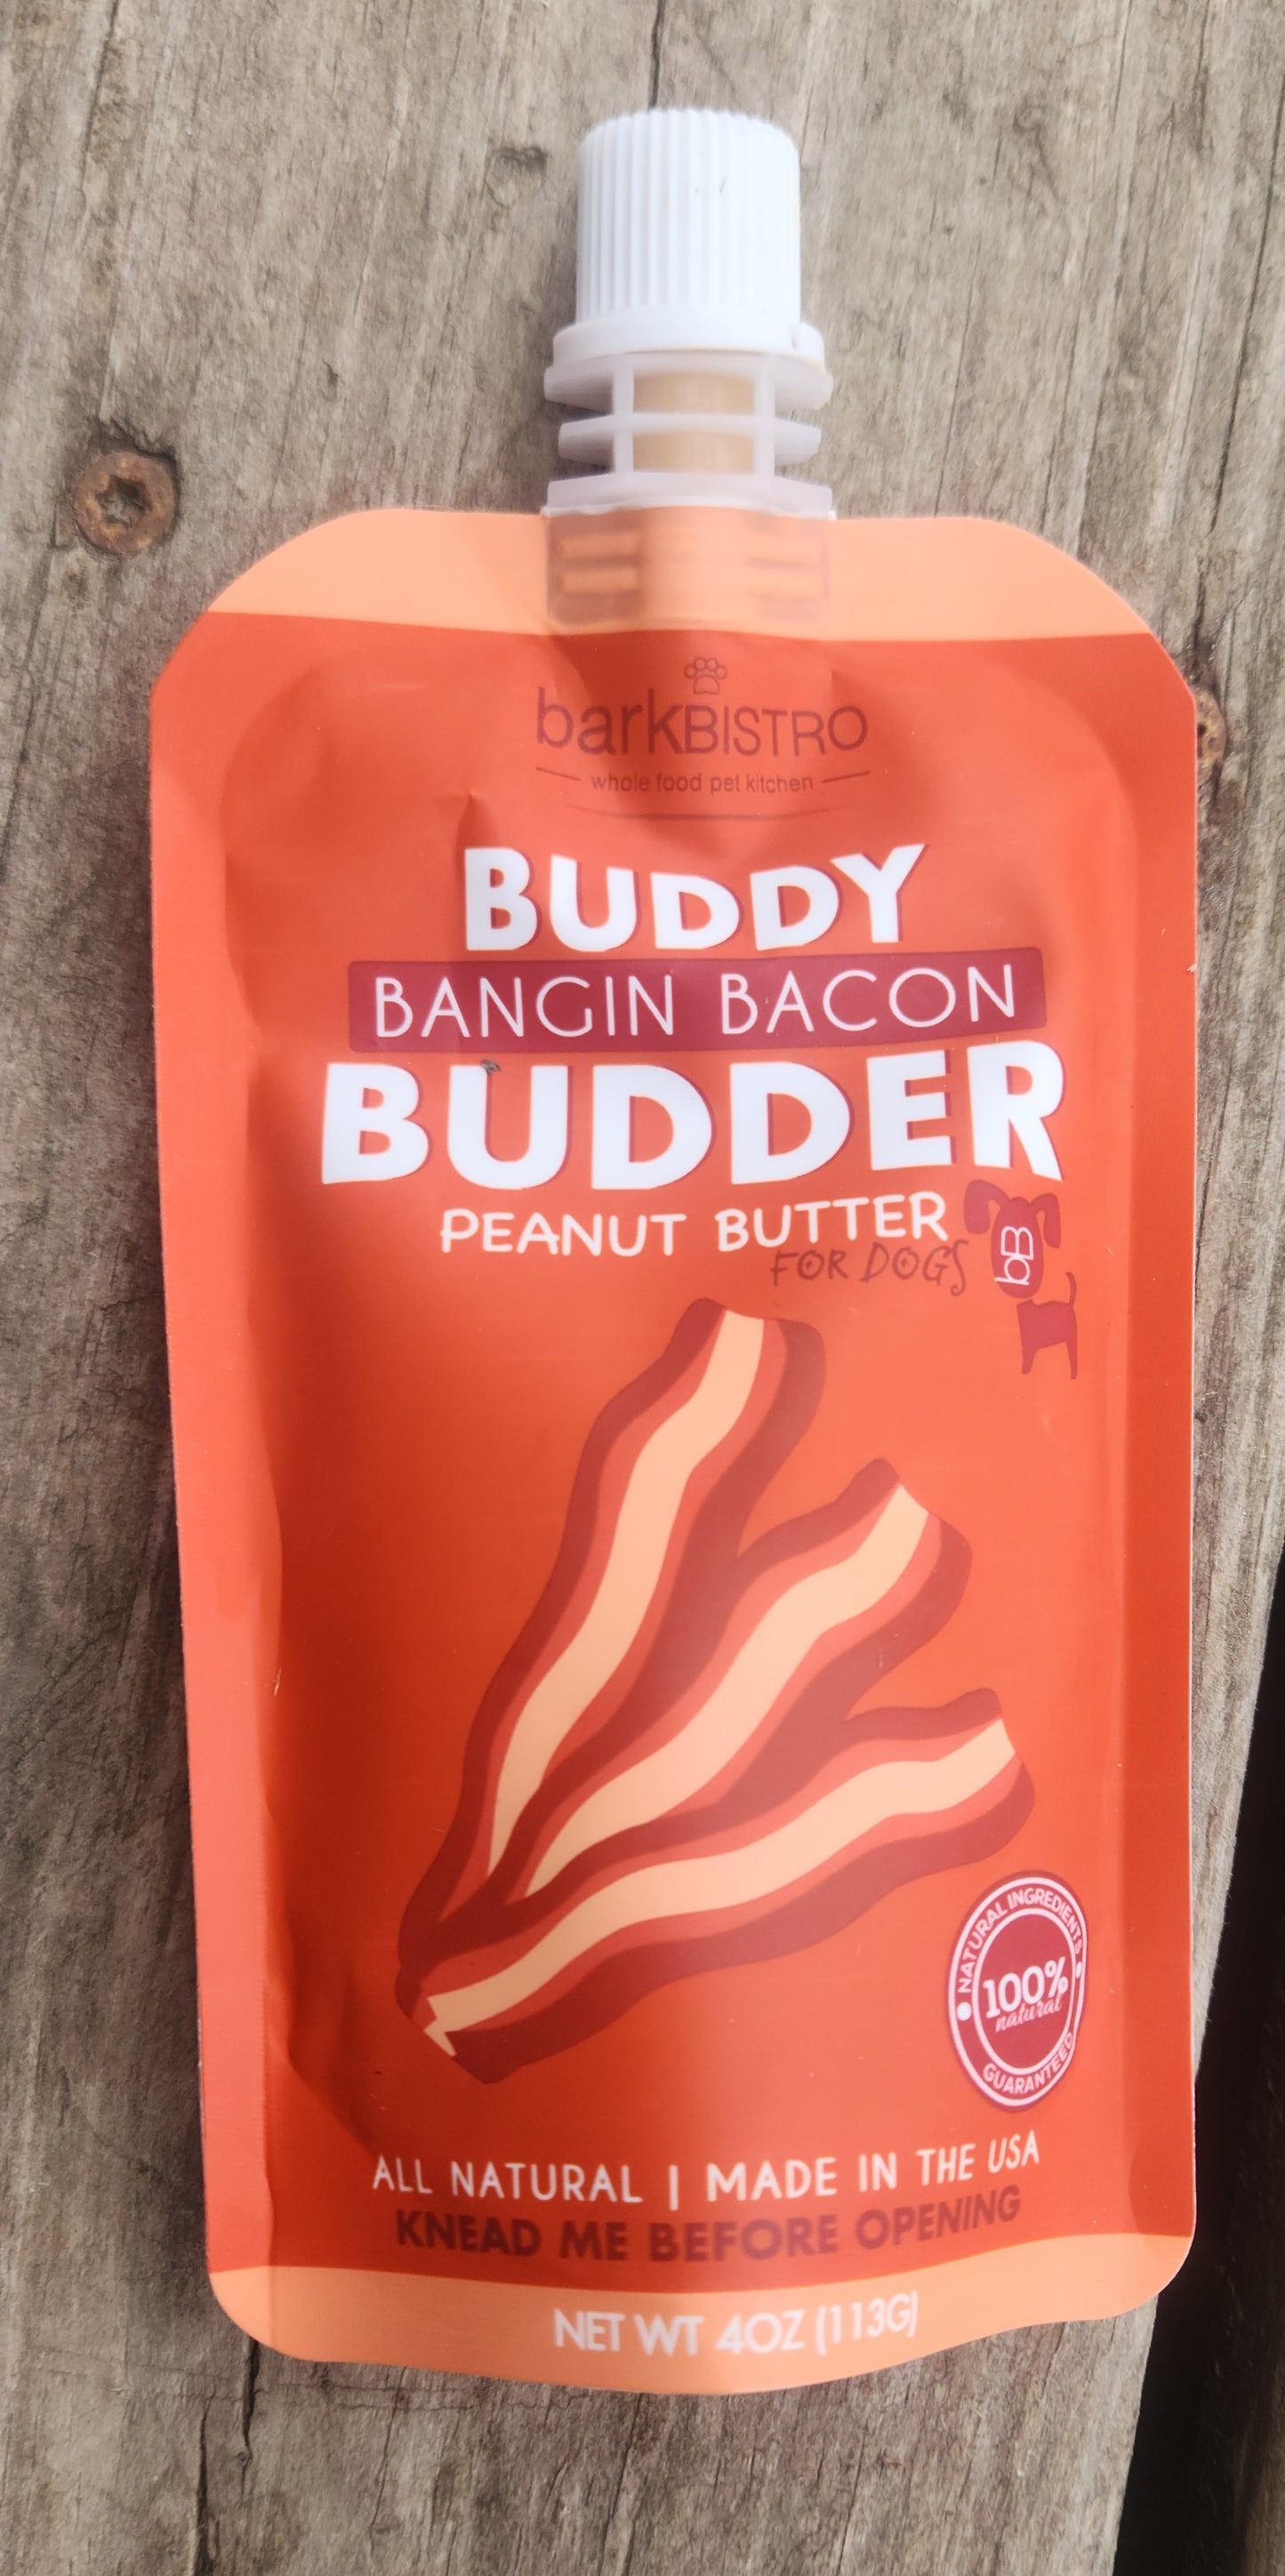 barkBISTRO
whole food pet kitchen
BUDDY
BANGIN BACON
BUDDER
PEANUT BUTTER
FOR DOGS
bB
NATURAL INGREDIENTS
100%
natural
GUARANTEED
ALL NATURAL | MADE IN THE USA
KNEAD ME BEFORE OPENING
NET WT 4OZ (113G)